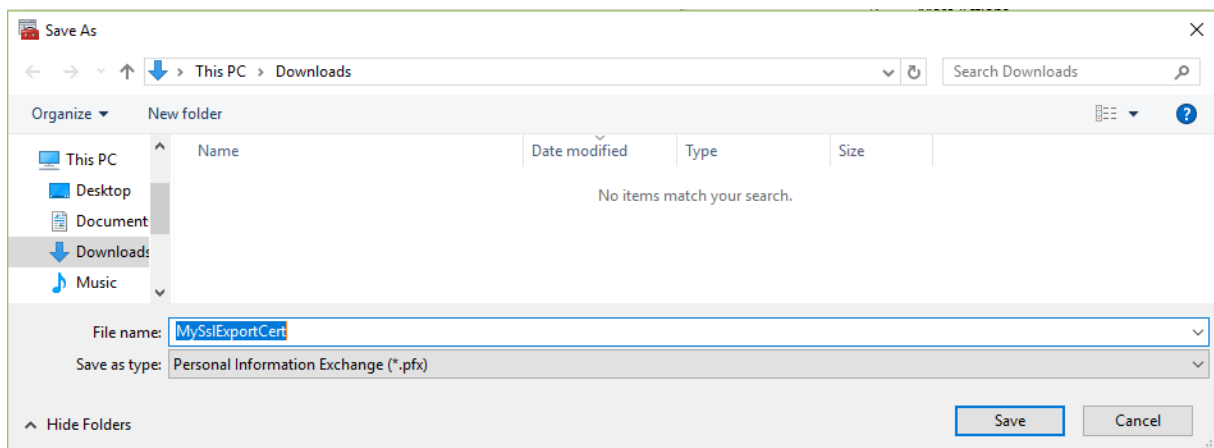 Save As
This PC > Downloads
Search Downloads
Organize
New folder
Name
Date modified
Type
Size
No items match your search.
This PC
Desktop
Document
Downloads
Music
File name: MySslExportCert
Save as type: Personal Information Exchange (*.pfx)
Hide Folders
Save
Cancel